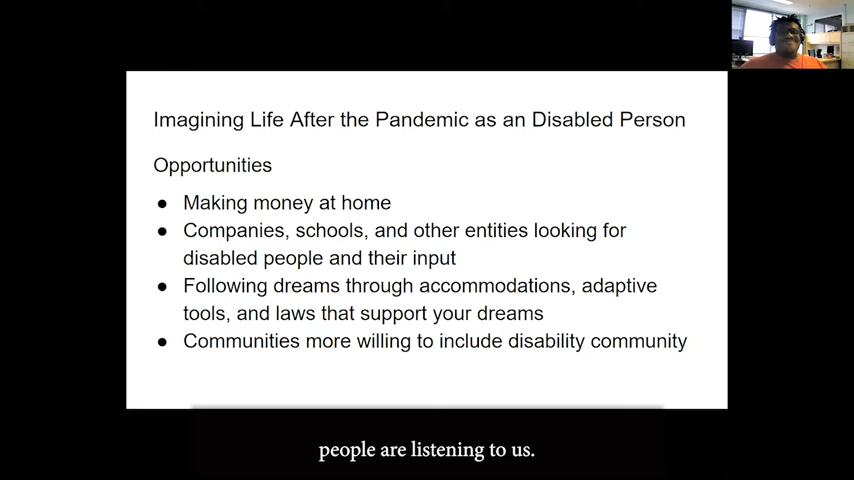 Imagining Life After the Pandemic as an Disabled Person
Opportunities
● Making money at home
● Companies, schools, and other entities looking for
disabled people and their input
● Following dreams through accommodations, adaptive
tools, and laws that support your dreams
● Communities more willing to include disability community
people are listening to us.